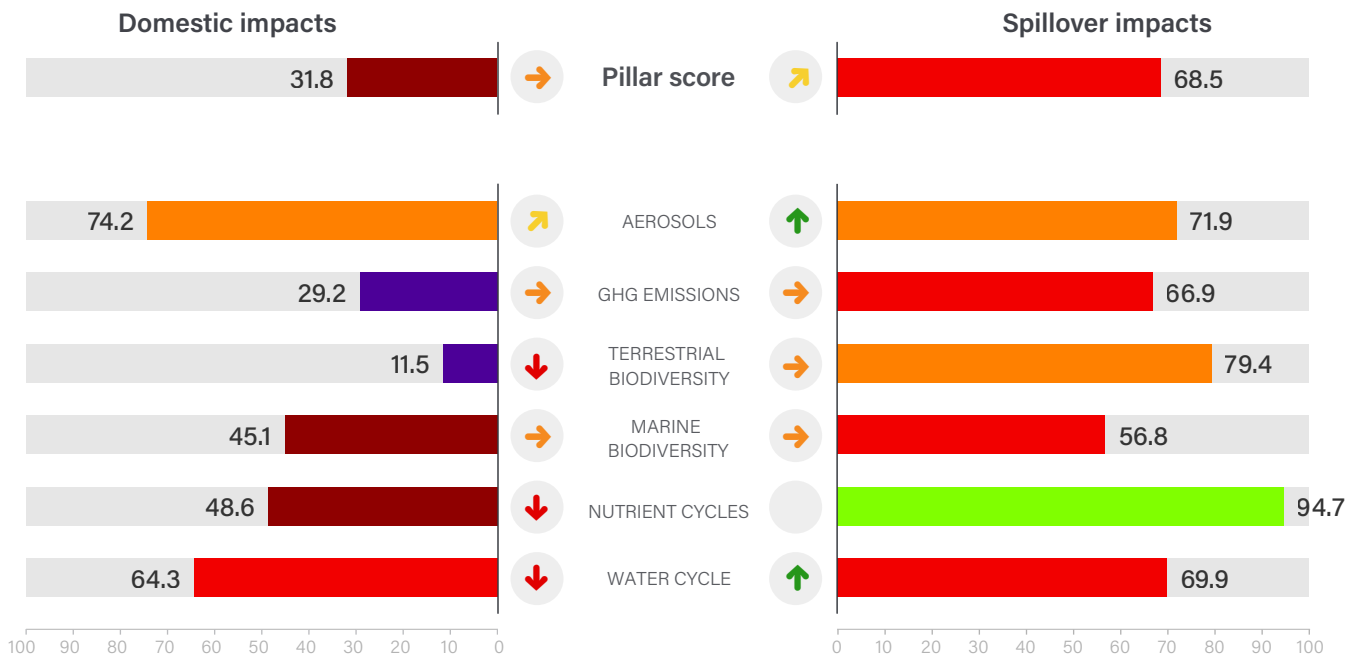 Domestic impacts
Spillover impacts
31.8
Pillar score
68.5
74.2
AEROSOLS
71.9
29.2
GHG EMISSIONS
66.9
11.5
TERRESTRIAL
BIODIVERSITY
79.4
45.1
MARINE
BIODIVERSITY
56.8
48.6
NUTRIENT CYCLES
94.7
64.3
WATER CYCLE
69.9
100 90 80 70 60 50 40 30 20 10 0
0 10 20 30 40 50 60 70 80 90 100